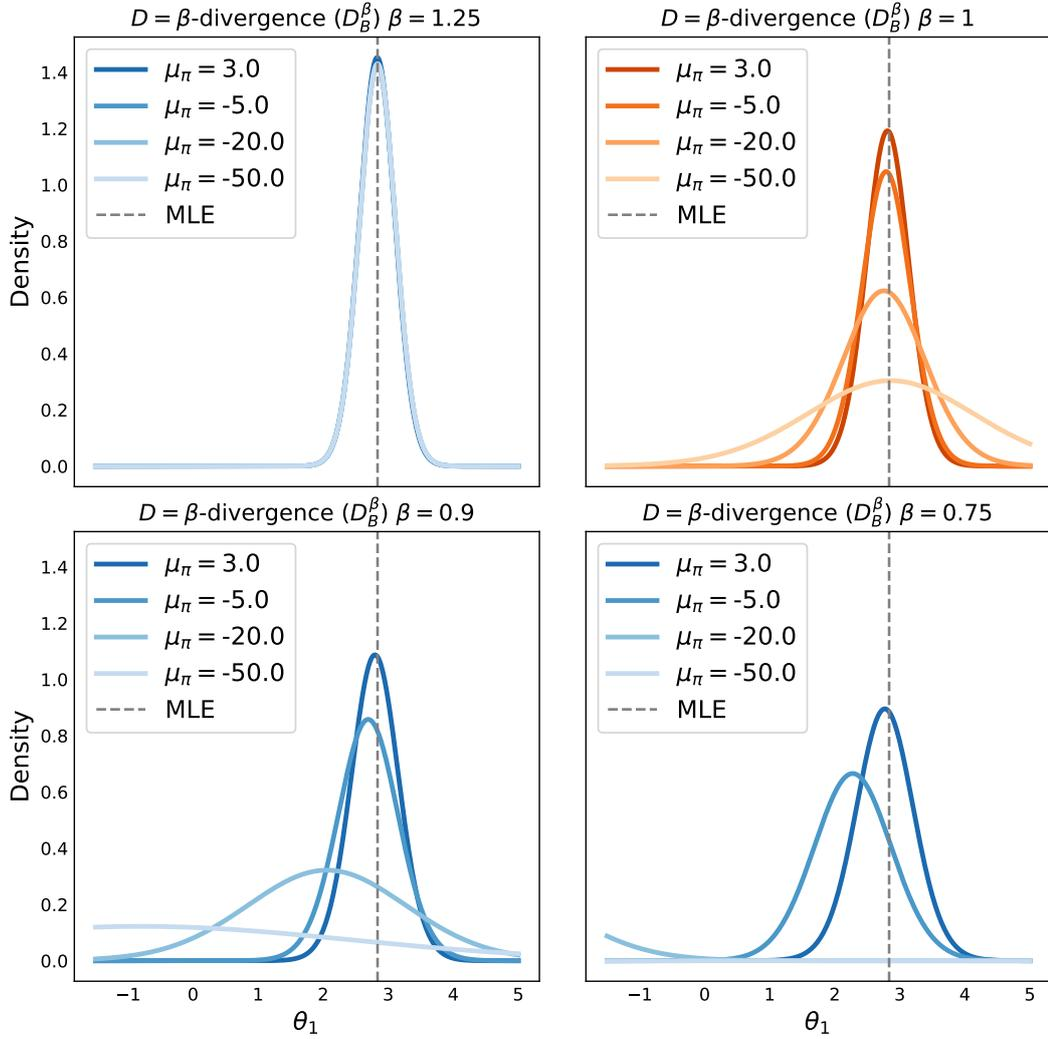 D = β-divergence (D_B^β) β = 1.25
Density
1.4
1.2
1.0
0.8
0.6
0.4
0.2
0.0
μ_π = 3.0
μ_π = -5.0
μ_π = -20.0
μ_π = -50.0
MLE
D = β-divergence (D_B^β) β = 1
μ_π = 3.0
μ_π = -5.0
μ_π = -20.0
μ_π = -50.0
MLE
D = β-divergence (D_B^β) β = 0.9
Density
1.4
1.2
1.0
0.8
0.6
0.4
0.2
0.0
μ_π = 3.0
μ_π = -5.0
μ_π = -20.0
μ_π = -50.0
MLE
−1 0 1 2 3 4 5
θ₁
D = β-divergence (D_B^β) β = 0.75
μ_π = 3.0
μ_π = -5.0
μ_π = -20.0
μ_π = -50.0
MLE
−1 0 1 2 3 4 5
θ₁